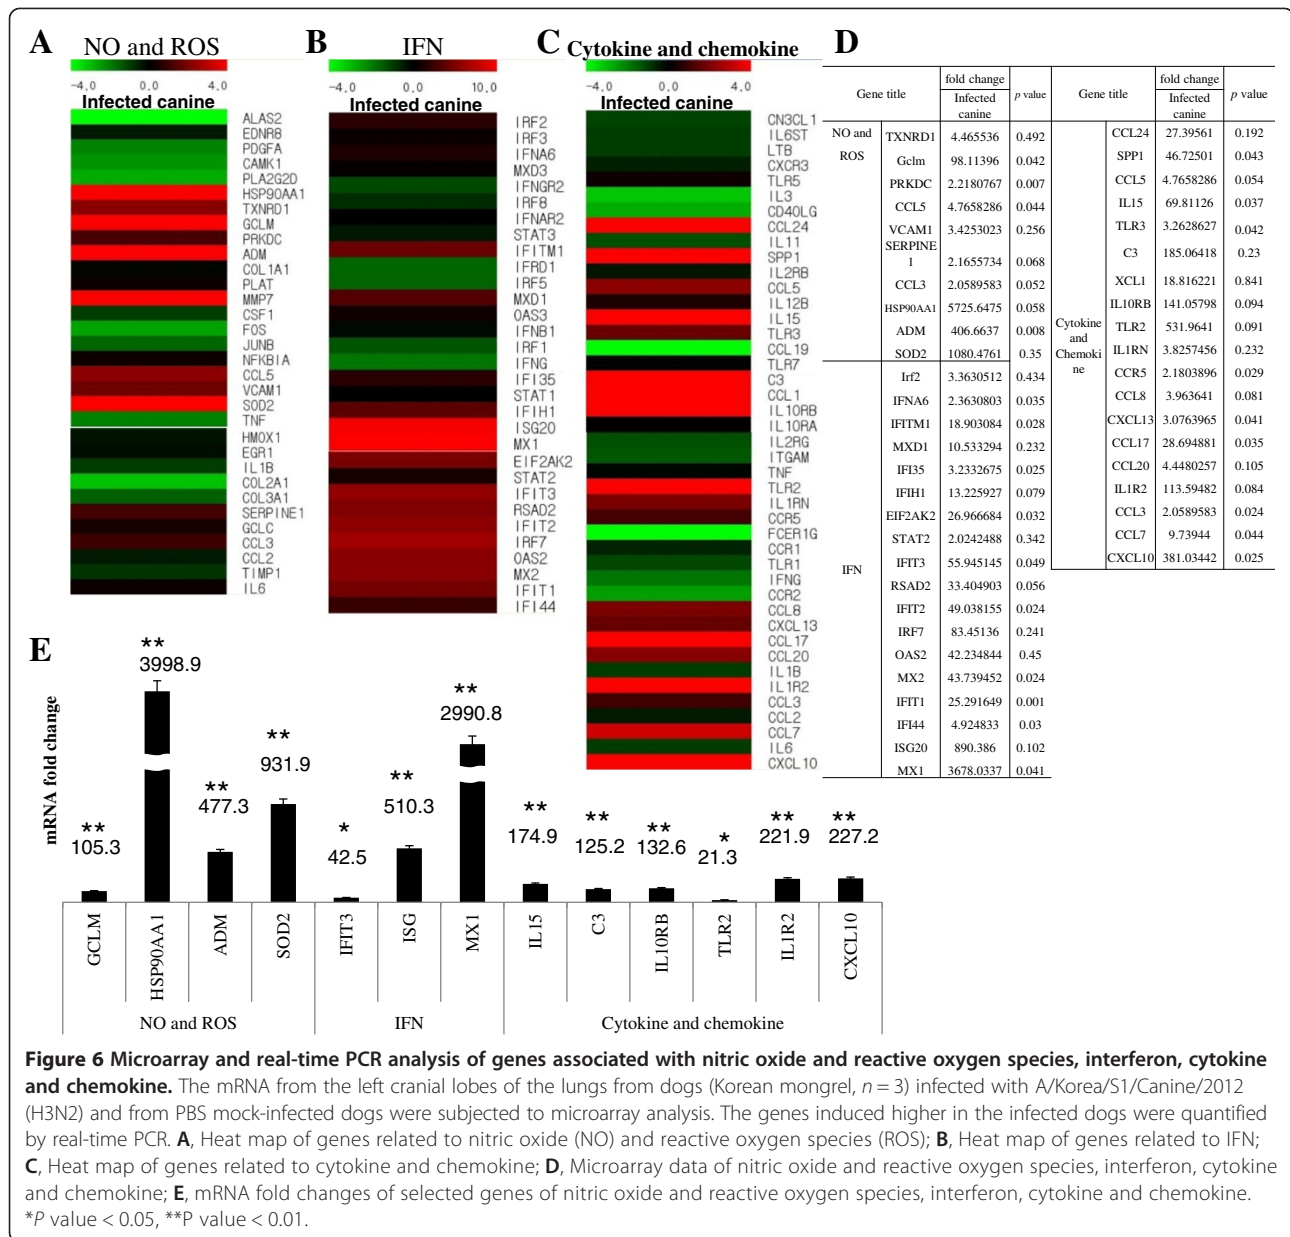 A
NO and ROS
-4.0 0.0 4.0
Infected canine
ALAS2
EDNR8
PDGFA
CAMK1
PLA2G2D
HSP90AA1
TXNRD1
GCLM
PRKDC
ADM
COL1A1
PLAT
MMP7
CSF1
FOS
JUNB
NFKBIA
CCL5
VCAM1
SOD2
TNF
HMOX1
EGR1
IL1B
COL2A1
COL3A1
SERPINE1
GCLC
CCL3
CCL2
TIMP1
IL6
B
IFN
-4.0 0.0 10.0
Infected canine
IRF2
IRF3
IFNA6
MXD3
IFNGR2
IRF8
IFNAR2
STAT3
IFITM1
IFRD1
IRF5
MXD1
OAS3
IFNB1
IRF1
IFNG
IFI35
STAT1
IFIH1
ISG20
MX1
EIF2AK2
STAT2
IFIT3
RSAD2
IFIT2
IRF7
OAS2
MX2
IFIT1
IFI44
C
Cytokine and chemokine
-4.0 0.0 4.0
Infected canine
CN3CL1
IL6ST
LTB
CXCR3
TLR5
IL3
CD40LG
CCL24
IL11
SPP1
IL2RB
CCL5
IL12B
IL15
TLR3
CCL19
TLR7
C3
CCL1
IL10RB
IL10RA
IL2RG
ITGAM
TNF
TLR2
IL1RN
CCR5
FCER1G
CCR1
TLR1
IFNG
CCR2
CCL8
CXCL13
CCL17
CCL20
IL1B
IL1R2
CCL3
CCL2
CCL7
IL6
CXCL10
D
Gene title fold change Infected canine p value
NO and ROS
TXNRD1 4.465536 0.492
Gclm 98.11396 0.042
PRKDC 2.2180767 0.007
CCL5 4.7658286 0.044
VCAM1 3.4253023 0.256
SERPINE 1 2.1655734 0.068
CCL3 2.0589583 0.052
HSP90AA1 5725.6475 0.058
ADM 406.6637 0.008
SOD2 1080.4761 0.35
IFN
Irf2 3.3630512 0.434
IFNA6 2.3630803 0.035
IFITM1 18.903084 0.028
MXD1 10.533294 0.232
IFI35 3.2332675 0.025
IFIH1 13.225927 0.079
EIF2AK2 26.966684 0.032
STAT2 2.0242488 0.342
IFIT3 55.945145 0.049
RSAD2 33.404903 0.056
IFIT2 49.038155 0.024
IRF7 83.45136 0.241
OAS2 42.234844 0.45
MX2 43.739452 0.024
IFIT1 25.291649 0.001
IFI44 4.924833 0.03
ISG20 890.386 0.102
MX1 3678.0337 0.041
Gene title fold change Infected canine p value
Cytokine and Chemoki ne
CCL24 27.39561 0.192
SPP1 46.72501 0.043
CCL5 4.7658286 0.054
IL15 69.81126 0.037
TLR3 3.2628627 0.042
C3 185.06418 0.23
XCL1 18.816221 0.841
IL10RB 141.05798 0.094
TLR2 531.9641 0.091
IL1RN 3.8257456 0.232
CCR5 2.1803896 0.029
CCL8 3.963641 0.081
CXCL13 3.0763965 0.041
CCL17 28.694881 0.035
CCL20 4.4480257 0.105
IL1R2 113.59482 0.084
CCL3 2.0589583 0.024
CCL7 9.73944 0.044
CXCL10 381.03442 0.025
E
mRNA fold change
** ** ** ** * ** ** ** ** ** * ** **
105.3 3998.9 477.3 931.9 42.5 510.3 2990.8 174.9 125.2 132.6 21.3 221.9 227.2
GCLM HSP90AA1 ADM SOD2 IFIT3 ISG MX1 IL15 C3 IL10RB TLR2 IL1R2 CXCL10
NO and ROS IFN Cytokine and chemokine
Figure 6 Microarray and real-time PCR analysis of genes associated with nitric oxide and reactive oxygen species, interferon, cytokine
and chemokine. The mRNA from the left cranial lobes of the lungs from dogs (Korean mongrel, n = 3) infected with A/Korea/S1/Canine/2012
(H3N2) and from PBS mock-infected dogs were subjected to microarray analysis. The genes induced higher in the infected dogs were quantified
by real-time PCR. A, Heat map of genes related to nitric oxide (NO) and reactive oxygen species (ROS); B, Heat map of genes related to IFN;
C, Heat map of genes related to cytokine and chemokine; D, Microarray data of nitric oxide and reactive oxygen species, interferon, cytokine
and chemokine; E, mRNA fold changes of selected genes of nitric oxide and reactive oxygen species, interferon, cytokine and chemokine.
*P value < 0.05, **P value < 0.01.